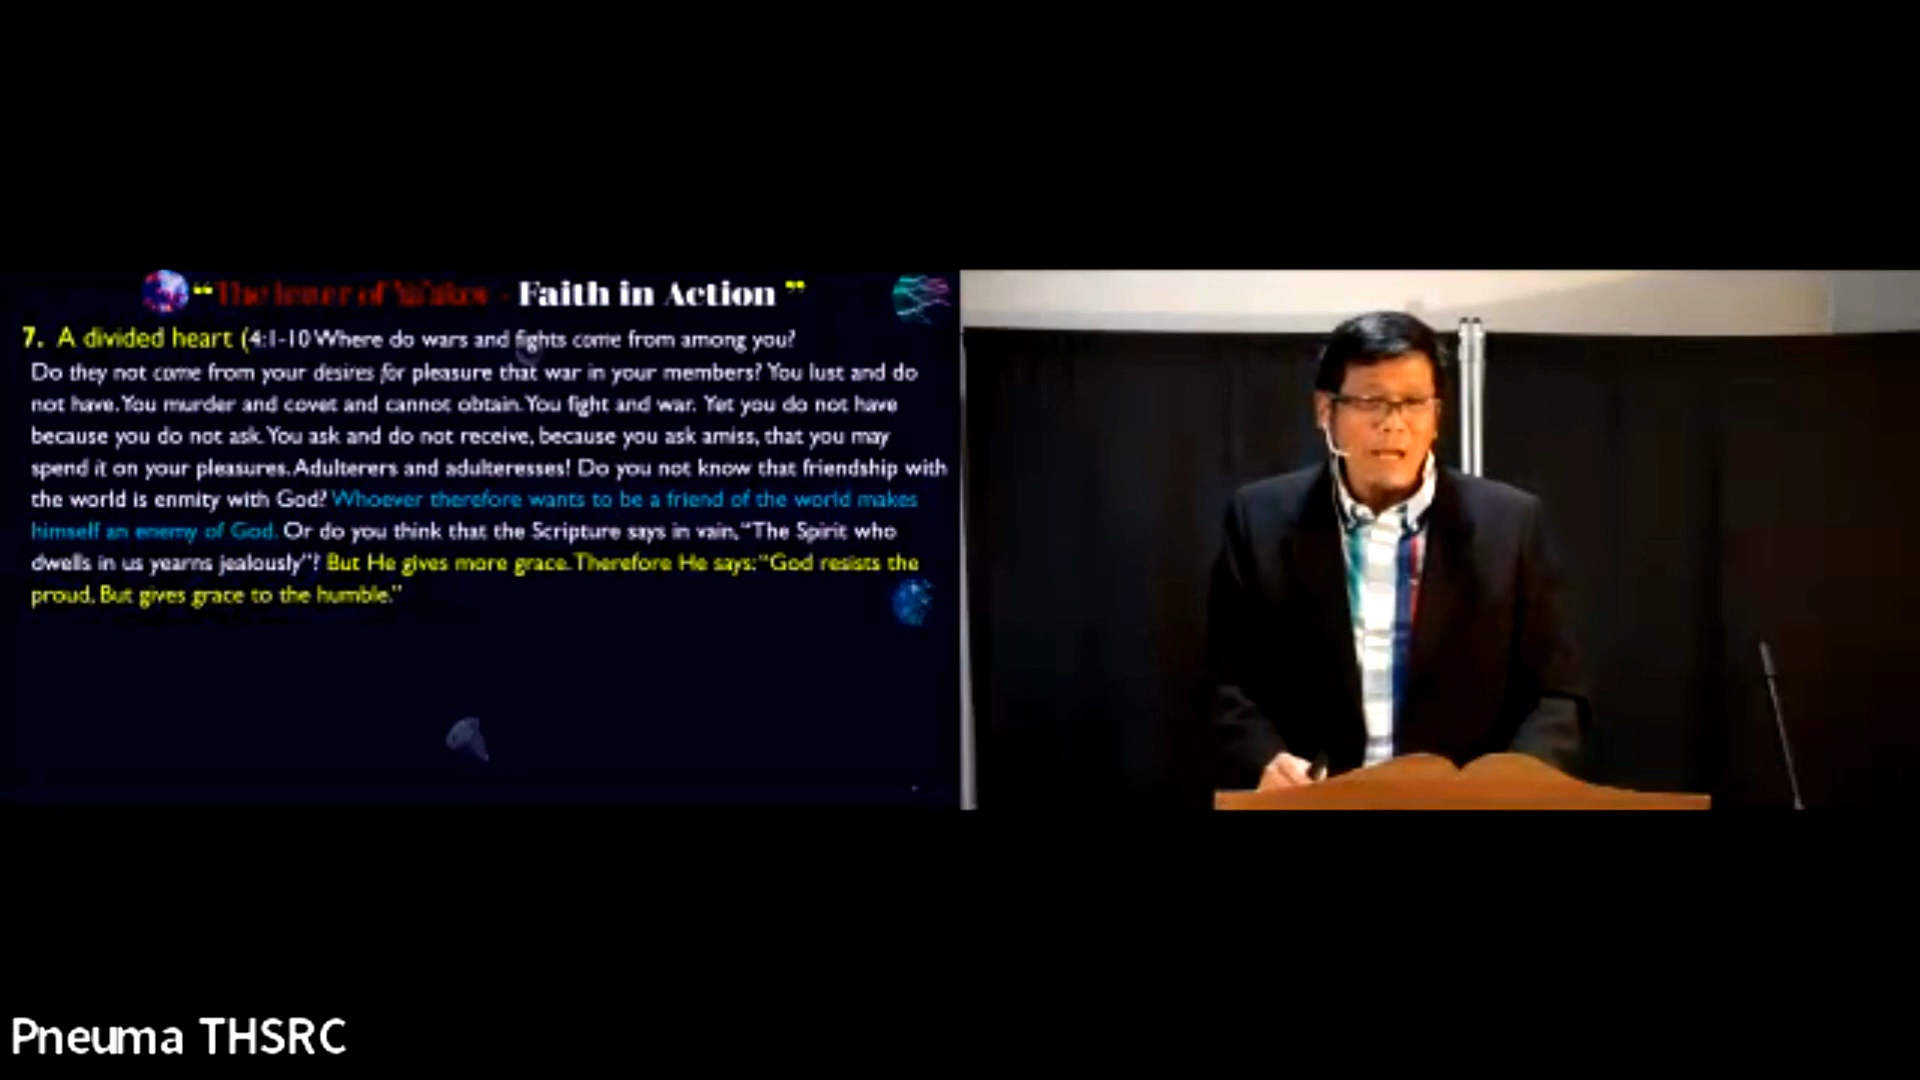 “The letter of Ya'akov - Faith in Action ”
7. A divided heart (4:1-10 Where do wars and fights come from among you?
Do they not come from your desires for pleasure that war in your members? You lust and do
not have. You murder and covet and cannot obtain. You fight and war. Yet you do not have
because you do not ask. You ask and do not receive, because you ask amiss, that you may
spend it on your pleasures. Adulterers and adulteresses! Do you not know that friendship with
the world is enmity with God? Whoever therefore wants to be a friend of the world makes
himself an enemy of God. Or do you think that the Scripture says in vain, “The Spirit who
dwells in us yearns jealously”? But He gives more grace. Therefore He says: “God resists the
proud, But gives grace to the humble.”
Pneuma THSRC